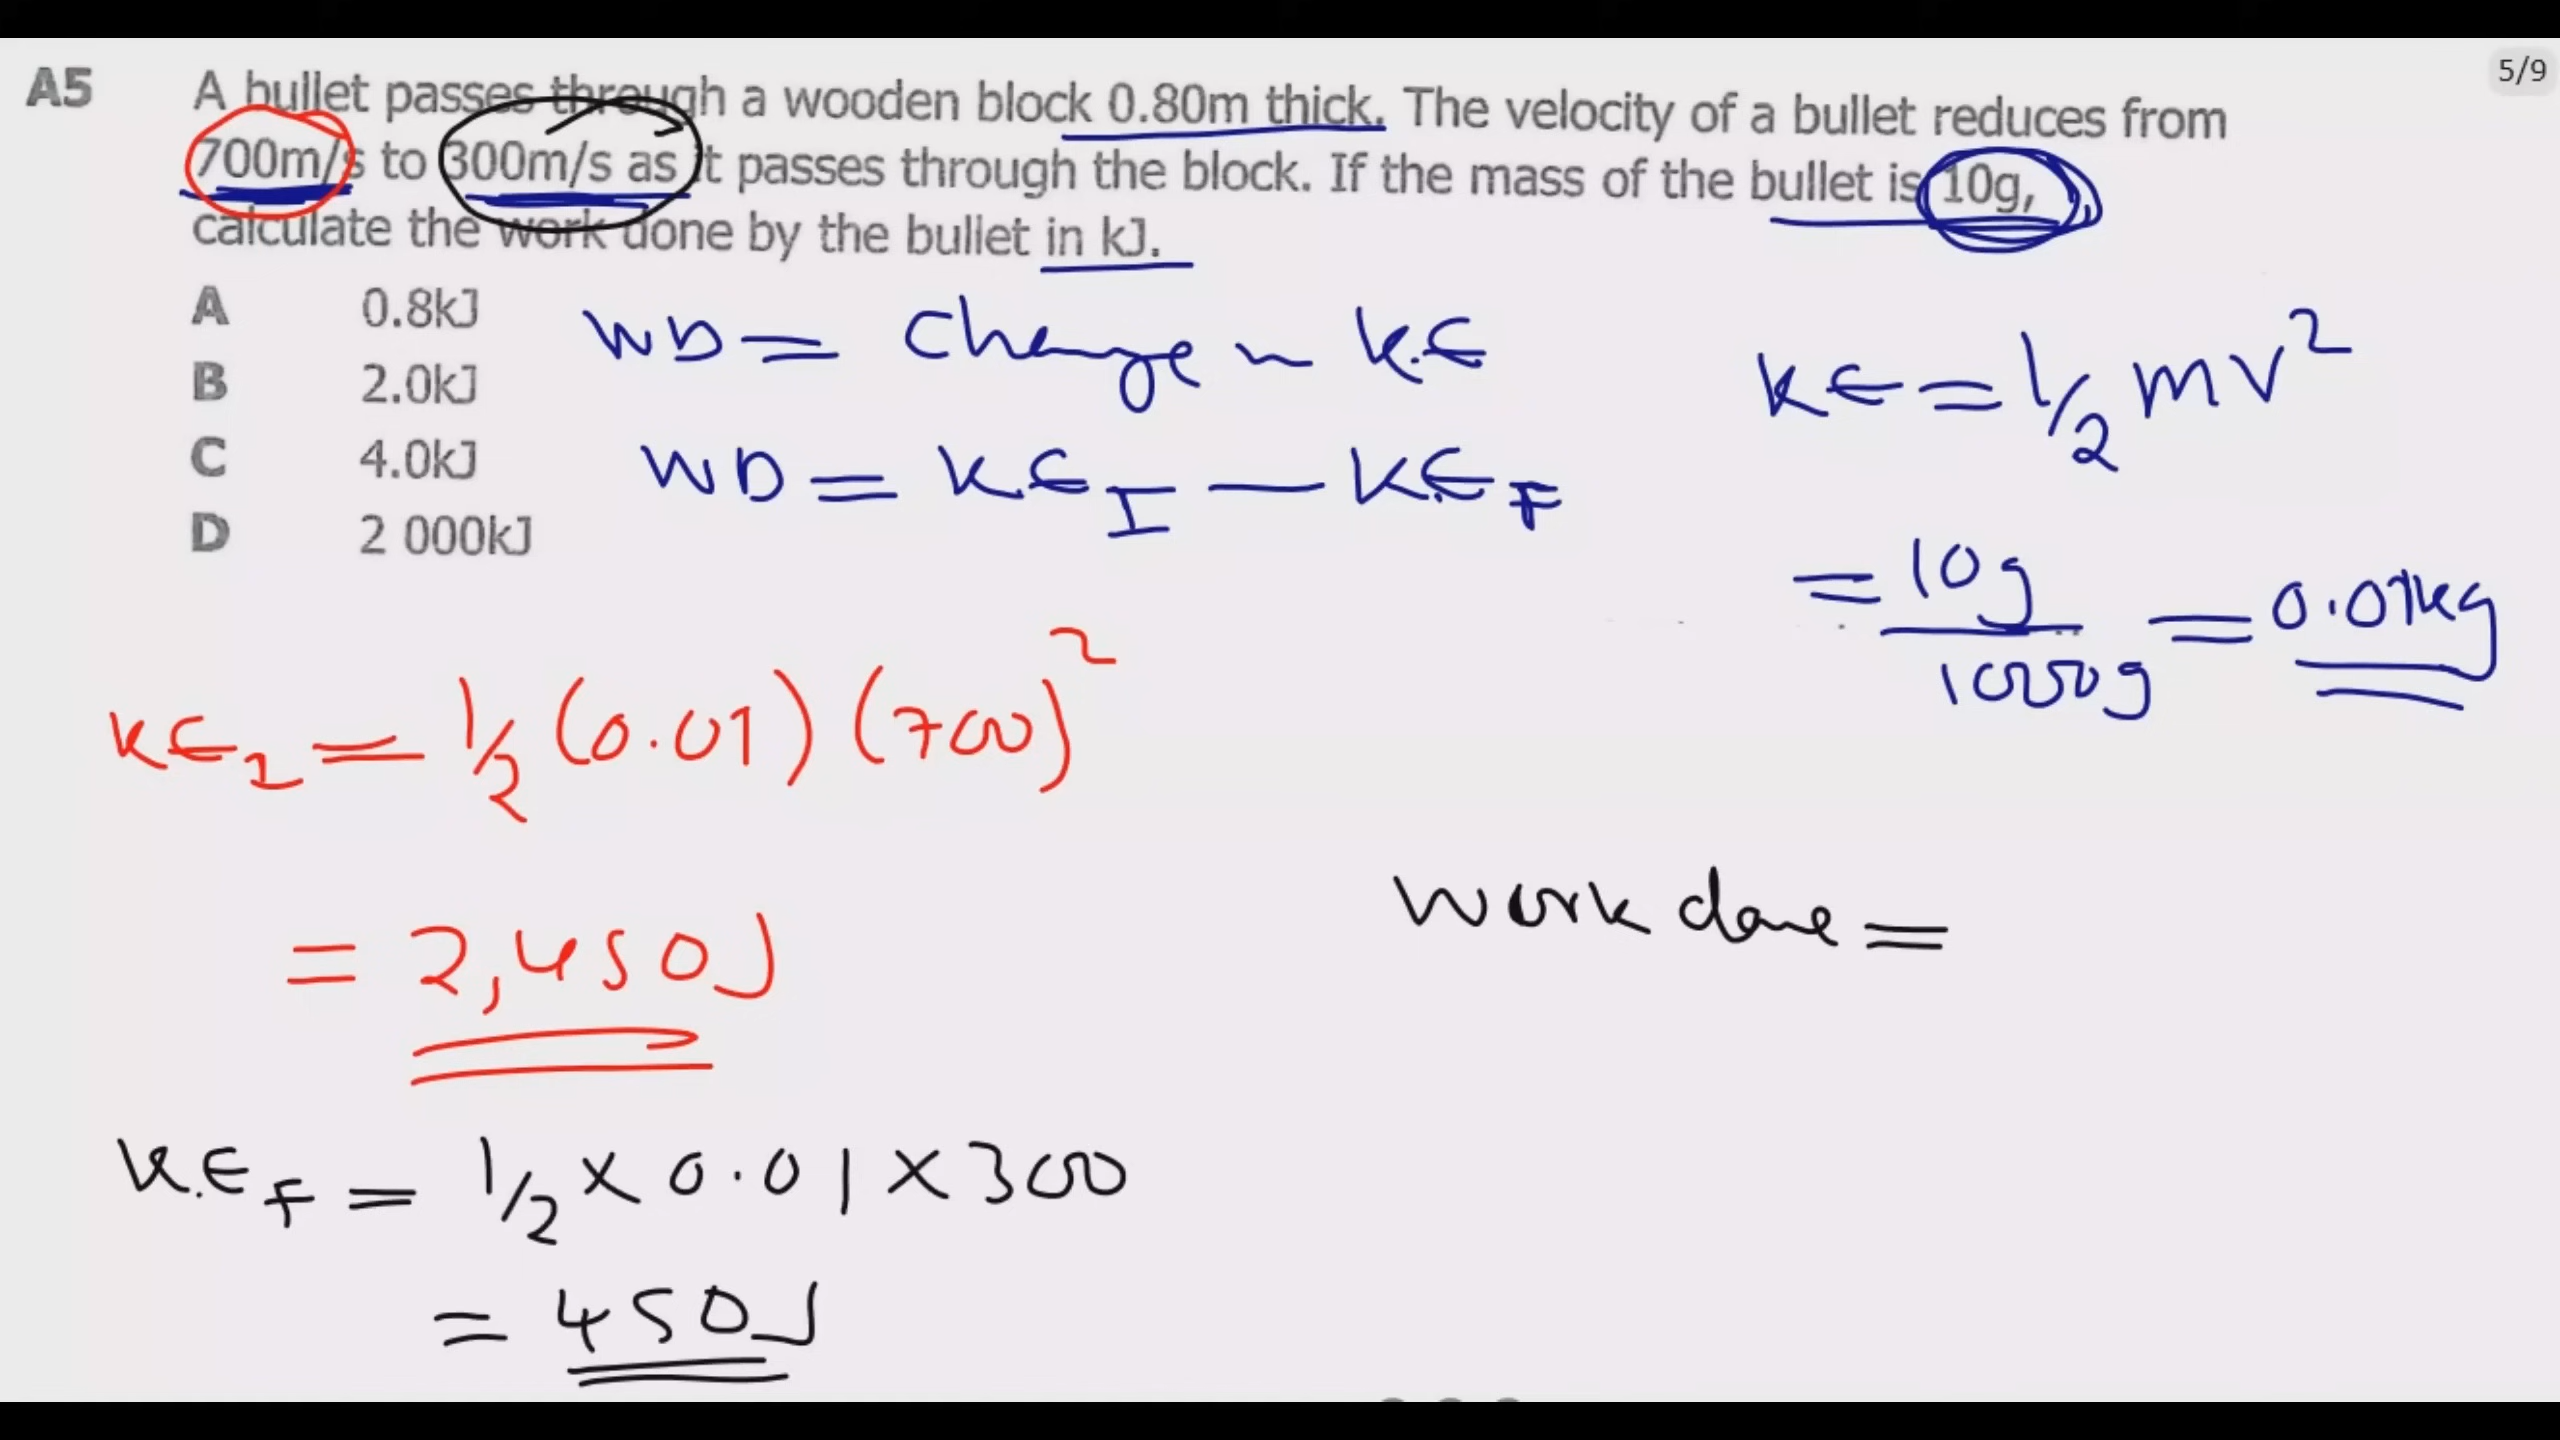 5/9
A5 A bullet passes through a wooden block 0.80m thick. The velocity of a bullet reduces from
700m/s to 300m/s as it passes through the block. If the mass of the bullet is 10g,
calculate the work done by the bullet in kJ.
A 0.8kJ
B 2.0kJ
C 4.0kJ
D 2 000kJ
WD = Change in K.E
WD = K.E_I — K.E_F
KE = 1/2 mv²
= 10g/1000g = 0.01kg
KE_I = 1/2 (0.01) (700)²
= 2,450J
K.E_F = 1/2 × 0.01 × 300
= 450J
Work done =